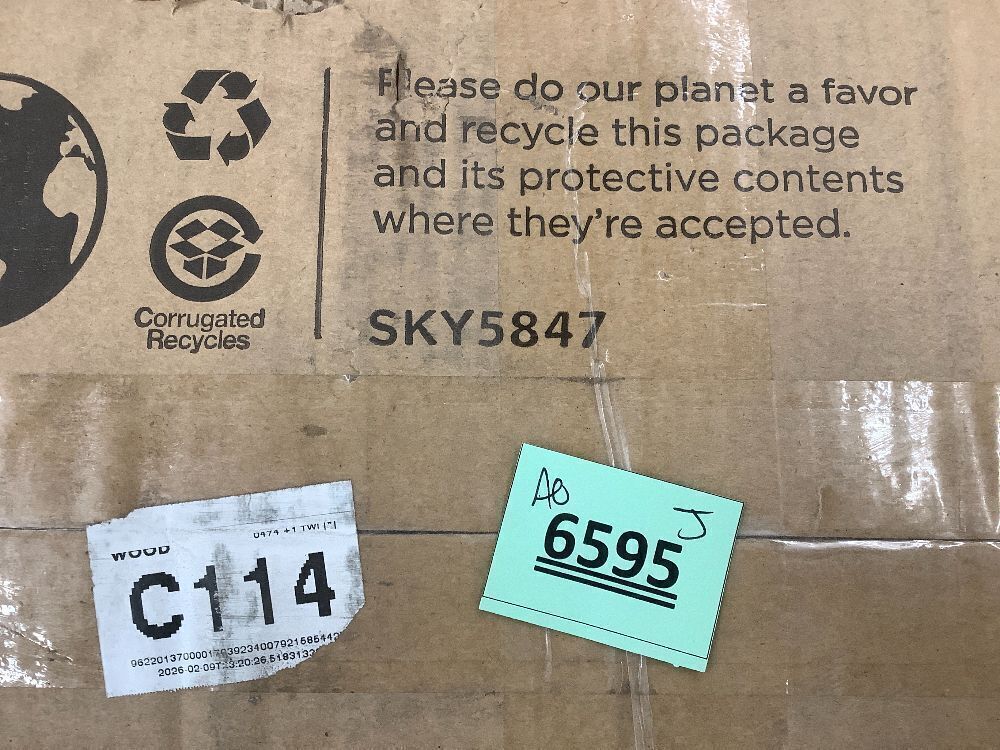 Please do our planet a favor
and recycle this package
and its protective contents
where they're accepted.
Corrugated
Recycles
SKY5847
A0
J
6595
WOOD
C114